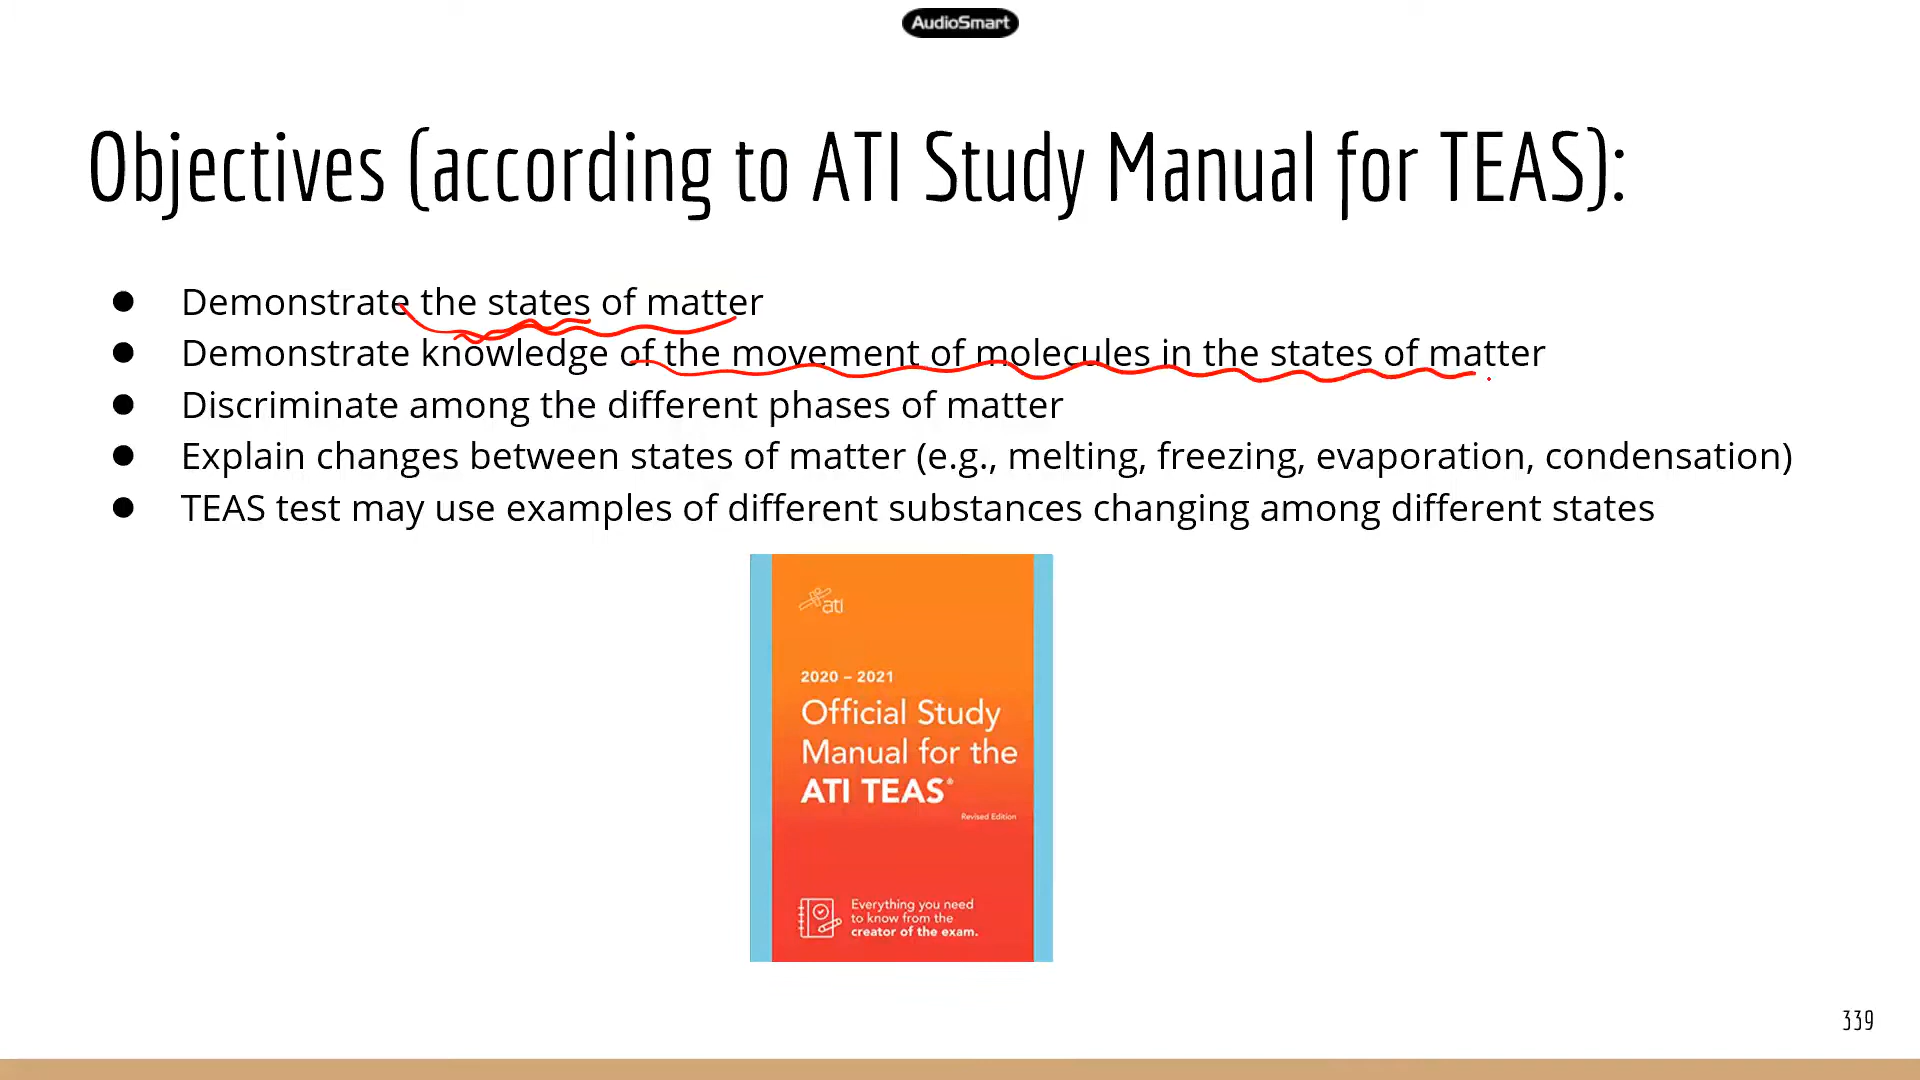 AudioSmart
Objectives (according to ATI Study Manual for TEAS):
● Demonstrate the states of matter
● Demonstrate knowledge of the movement of molecules in the states of matter
● Discriminate among the different phases of matter
● Explain changes between states of matter (e.g., melting, freezing, evaporation, condensation)
● TEAS test may use examples of different substances changing among different states
ati
2020 – 2021
Official Study
Manual for the
ATI TEAS®
Revised Edition
Everything you need
to know from the
creator of the exam.
339